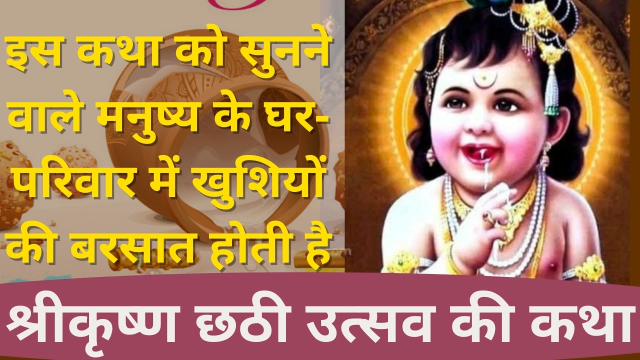 इस कथा को सुनने
वाले मनुष्य के घर-
परिवार में खुशियों
की बरसात होती है
श्रीकृष्ण छठी उत्सव की कथा